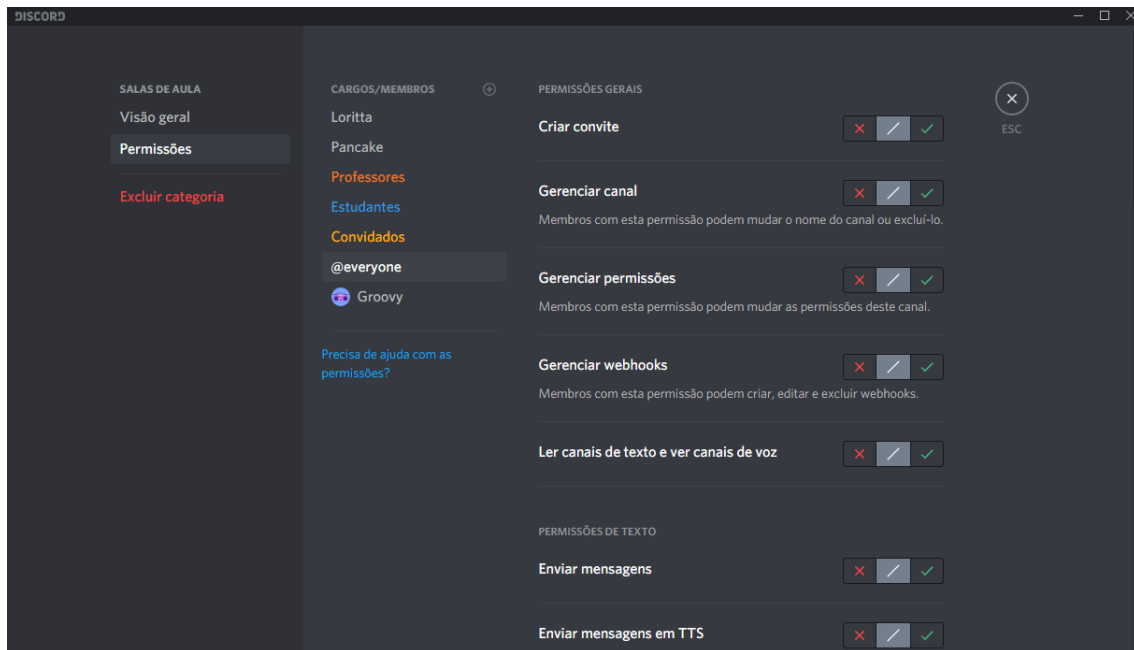 DISCORD
SALAS DE AULA
Visão geral
Permissões
Excluir categoria
CARGOS/MEMBROS
Loritta
Pancake
Professores
Estudantes
Convidados
@everyone
Groovy
Precisa de ajuda com as
permissões?
PERMISSÕES GERAIS
Criar convite
Gerenciar canal
Membros com esta permissão podem mudar o nome do canal ou excluí-lo.
Gerenciar permissões
Membros com esta permissão podem mudar as permissões deste canal.
Gerenciar webhooks
Membros com esta permissão podem criar, editar e excluir webhooks.
Ler canais de texto e ver canais de voz
PERMISSÕES DE TEXTO
Enviar mensagens
Enviar mensagens em TTS
ESC